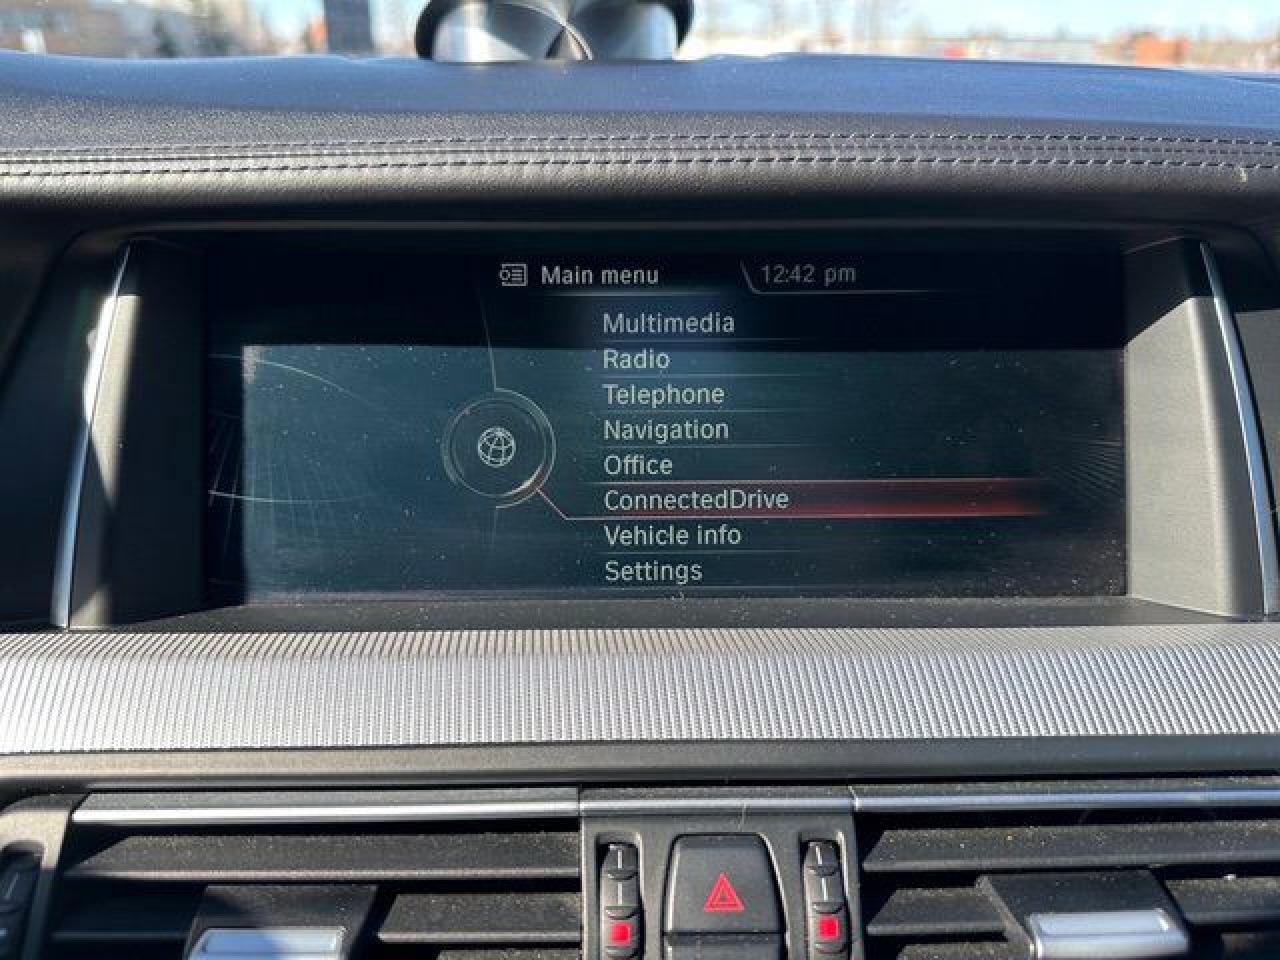 Main menu 12:42 pm
Multimedia
Radio
Telephone
Navigation
Office
ConnectedDrive
Vehicle info
Settings